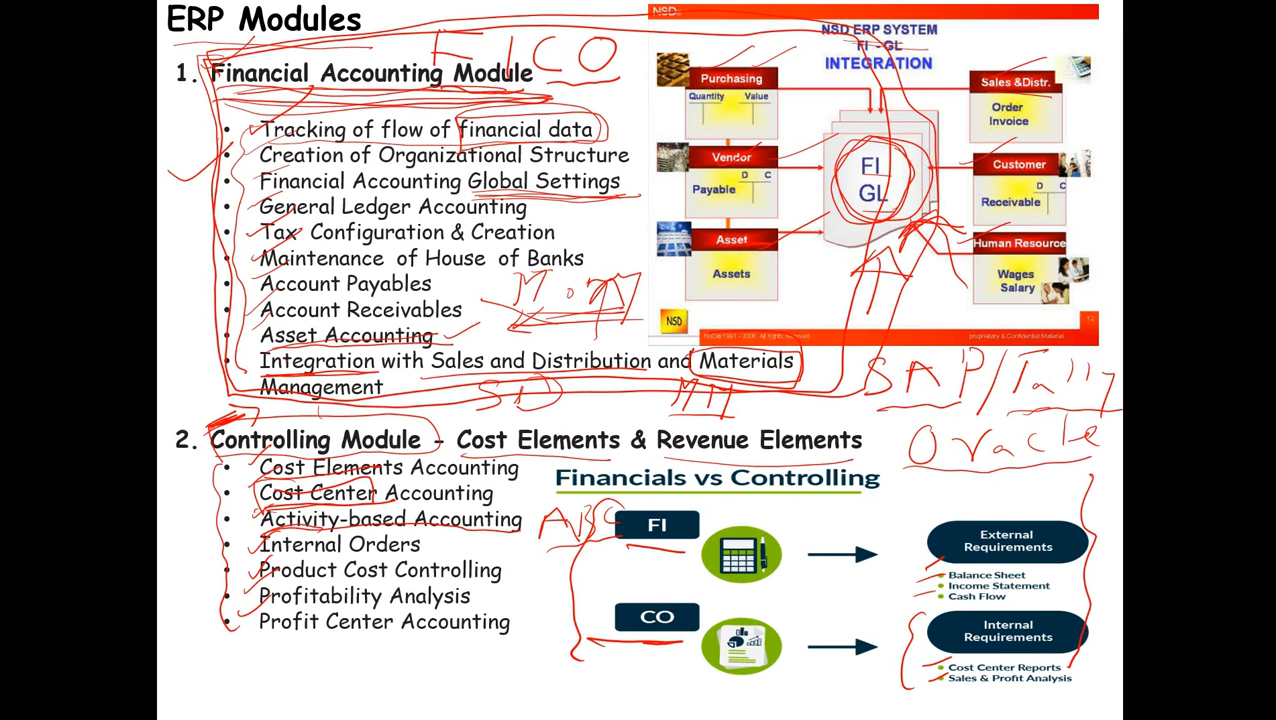 ERP Modules
FICO
1. Financial Accounting Module
• Tracking of flow of financial data
• Creation of Organizational Structure
• Financial Accounting Global Settings
• General Ledger Accounting
• Tax Configuration & Creation
• Maintenance of House of Banks
• Account Payables
• Account Receivables
• Asset Accounting
• Integration with Sales and Distribution and Materials
Management
SD
MM
NSD
NSD ERP SYSTEM
FI - GL
INTEGRATION
Purchasing
Quantity Value
Vendor
D C
Payable
Asset
Assets
FI
GL
Sales &Distr.
Order
Invoice
Customer
D C
Receivable
Human Resource
Wages
Salary
NSD
12
proprietary & Confidential Material
SAP/Tally
Oracle
2. Controlling Module - Cost Elements & Revenue Elements
• Cost Elements Accounting
• Cost Center Accounting
• Activity-based Accounting
• Internal Orders
• Product Cost Controlling
• Profitability Analysis
• Profit Center Accounting
ABC
Financials vs Controlling
FI
External
Requirements
• Balance Sheet
• Income Statement
• Cash Flow
CO
Internal
Requirements
• Cost Center Reports
• Sales & Profit Analysis